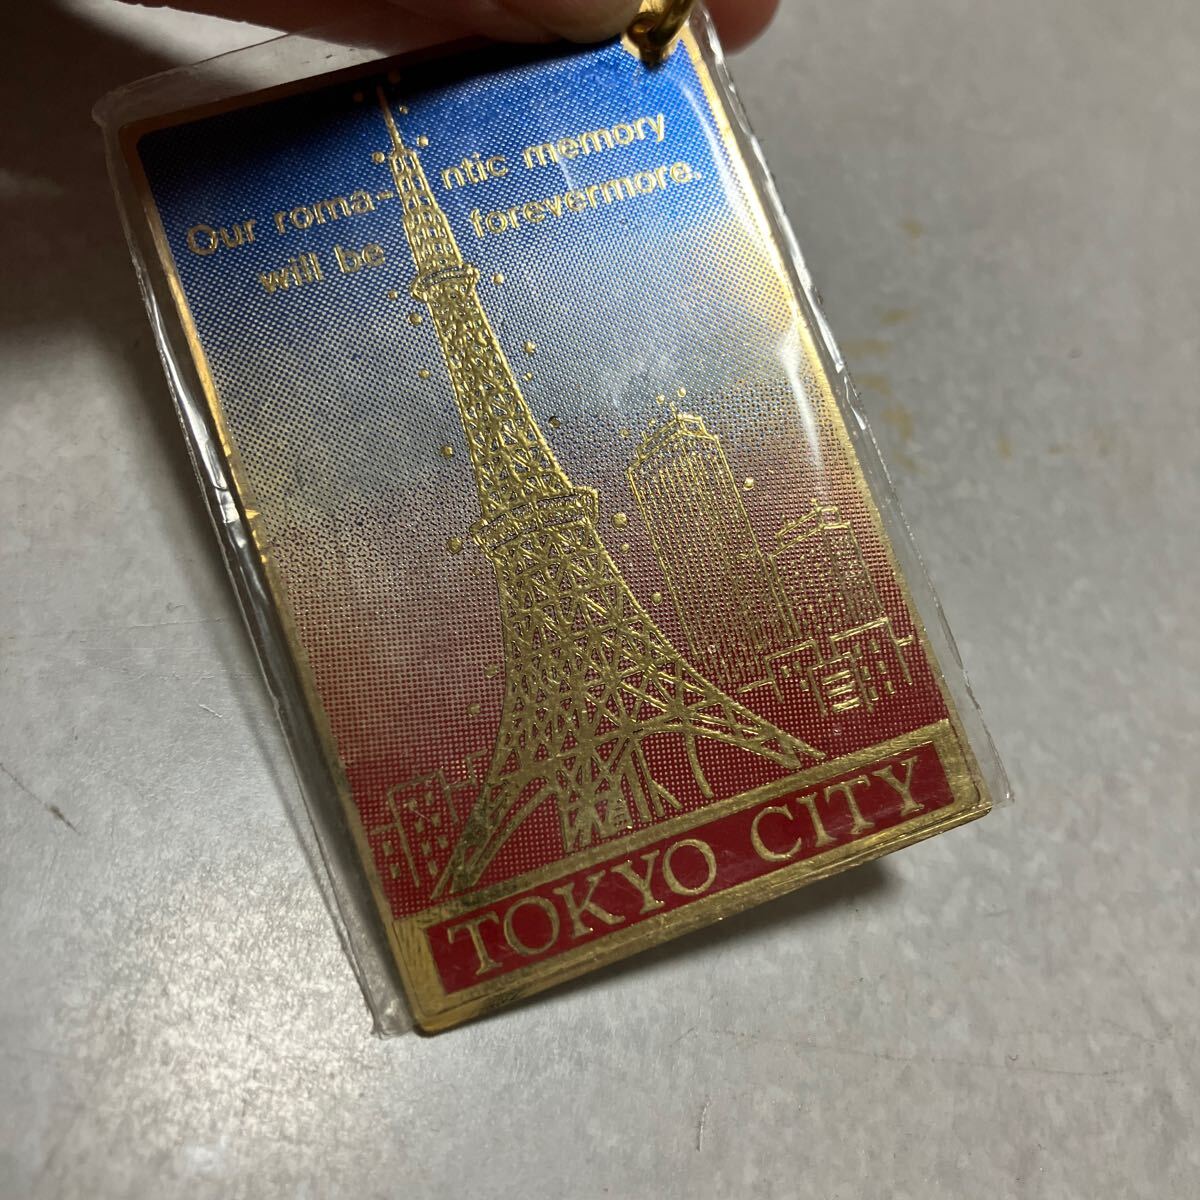 Our roma-ntic memory
will be forevermore.
TOKYO CITY